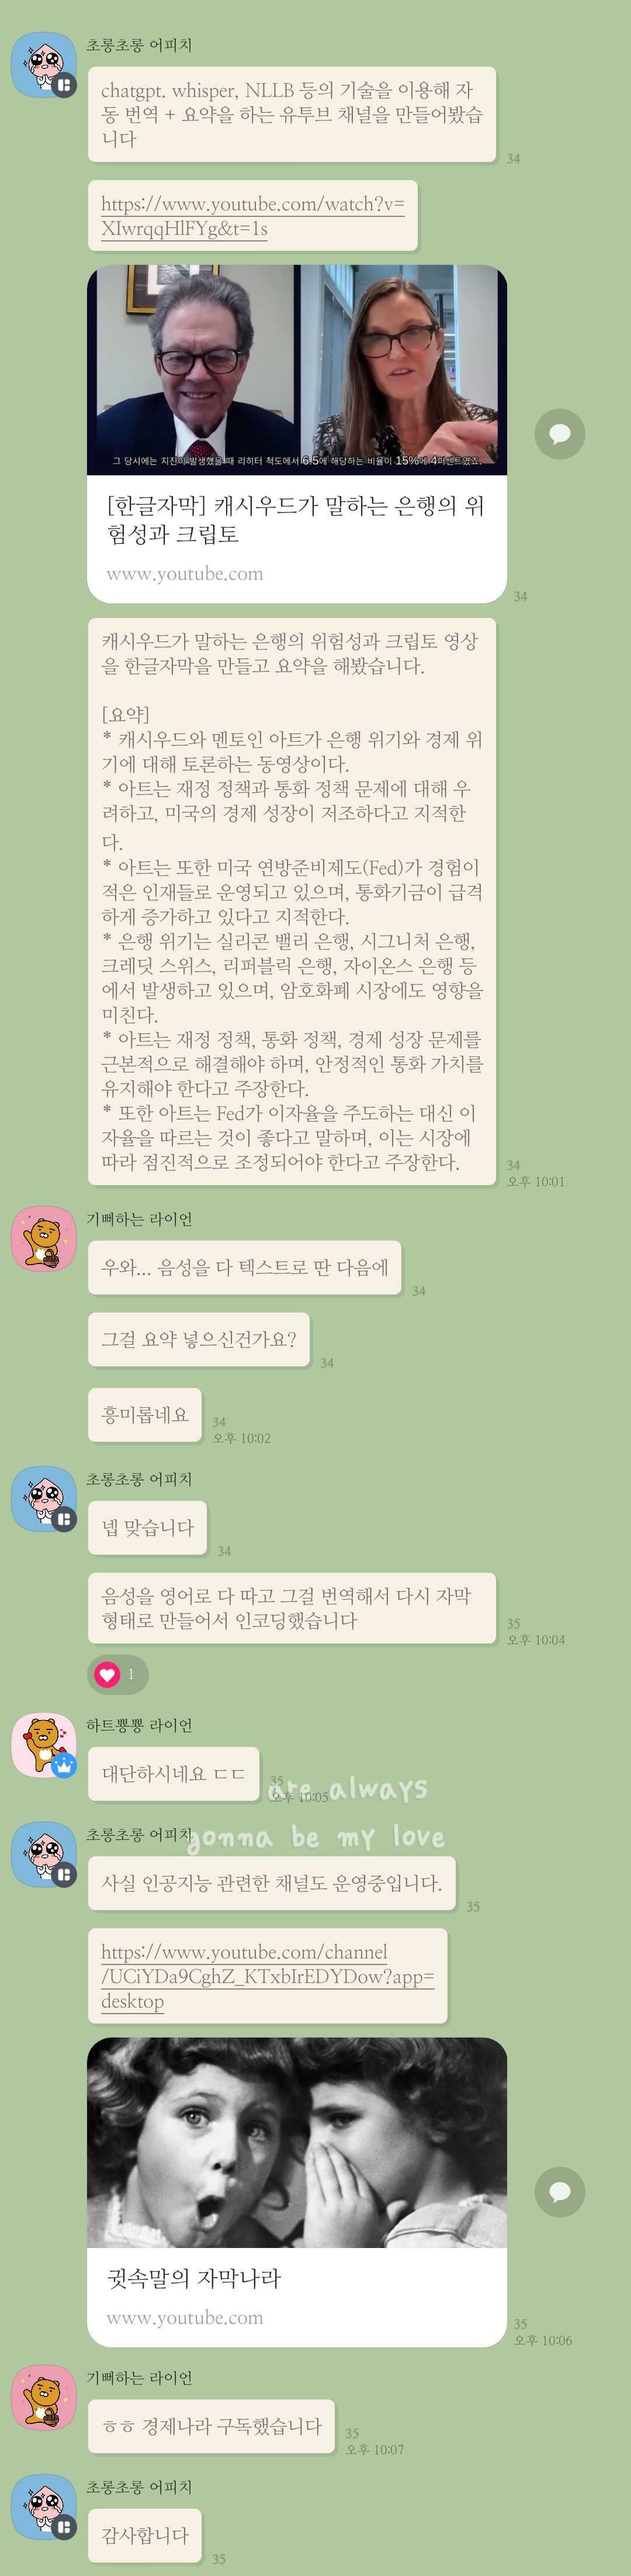 초롱초롱 어피치
chatgpt. whisper, NLLB 등의 기술을 이용해 자
동 번역 + 요약을 하는 유투브 채널을 만들어봤습
니다
34
https://www.youtube.com/watch?v=
XIwrqqHlFYg&t=1s
그 당시에는 지진이 발생했을 때 리히터 척도에서 6.5에 해당하는 비율이 15%에 4퍼센트였죠.
[한글자막] 캐시우드가 말하는 은행의 위
험성과 크립토
www.youtube.com
34
캐시우드가 말하는 은행의 위험성과 크립토 영상
을 한글자막을 만들고 요약을 해봤습니다.
[요약]
* 캐시우드와 멘토인 아트가 은행 위기와 경제 위
기에 대해 토론하는 동영상이다.
* 아트는 재정 정책과 통화 정책 문제에 대해 우
려하고, 미국의 경제 성장이 저조하다고 지적한
다.
* 아트는 또한 미국 연방준비제도(Fed)가 경험이
적은 인재들로 운영되고 있으며, 통화기금이 급격
하게 증가하고 있다고 지적한다.
* 은행 위기는 실리콘 밸리 은행, 시그니처 은행,
크레딧 스위스, 리퍼블릭 은행, 자이온스 은행 등
에서 발생하고 있으며, 암호화폐 시장에도 영향을
미친다.
* 아트는 재정 정책, 통화 정책, 경제 성장 문제를
근본적으로 해결해야 하며, 안정적인 통화 가치를
유지해야 한다고 주장한다.
* 또한 아트는 Fed가 이자율을 주도하는 대신 이
자율을 따르는 것이 좋다고 말하며, 이는 시장에
따라 점진적으로 조정되어야 한다고 주장한다.
34
오후 10:01
기뻐하는 라이언
우와... 음성을 다 텍스트로 딴 다음에
34
그걸 요약 넣으신건가요?
34
흥미롭네요
34
오후 10:02
초롱초롱 어피치
넵 맞습니다
34
음성을 영어로 다 따고 그걸 번역해서 다시 자막
형태로 만들어서 인코딩했습니다
35
오후 10:04
1
하트뿅뿅 라이언
대단하시네요 ㄷㄷ
35
오후 10:05
are always
gonna be my love
초롱초롱 어피치
사실 인공지능 관련한 채널도 운영중입니다.
35
https://www.youtube.com/channel
/UCiYDa9CghZ_KTxbIrEDYDow?app=
desktop
귓속말의 자막나라
www.youtube.com
35
오후 10:06
기뻐하는 라이언
ㅎㅎ 경제나라 구독했습니다
35
오후 10:07
초롱초롱 어피치
감사합니다
35